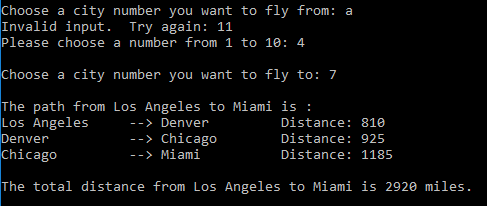 Choose a city number you want to fly from: a
Invalid input.  Try again: 11
Please choose a number from 1 to 10: 4
Choose a city number you want to fly to: 7
The path from Los Angeles to Miami is :
Los Angeles     --> Denver         Distance: 810
Denver          --> Chicago        Distance: 925
Chicago         --> Miami          Distance: 1185
The total distance from Los Angeles to Miami is 2920 miles.